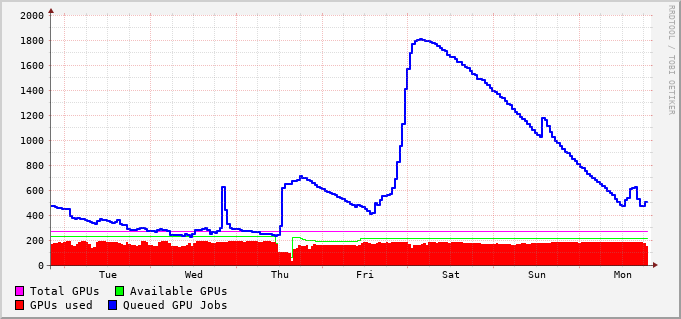 2000
1800
1600
1400
1200
1000
800
600
400
200
0
Tue Wed Thu Fri Sat Sun Mon
RRDTOOL / TOBI OETIKER
Total GPUs Available GPUs
GPUs used Queued GPU Jobs